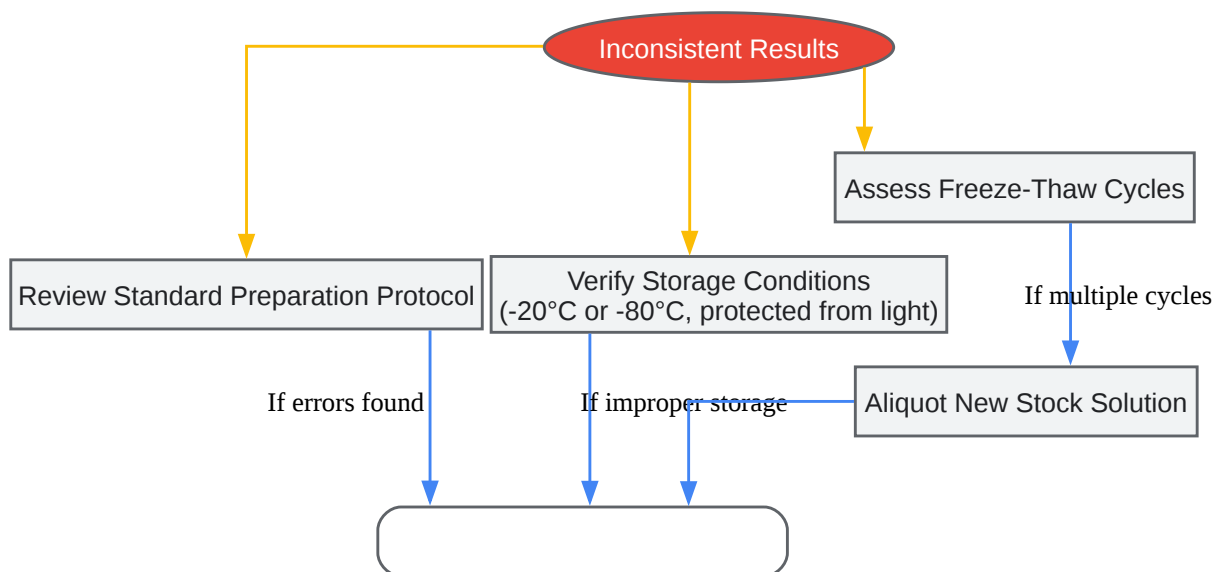 Inconsistent Results
Assess Freeze-Thaw Cycles
Review Standard Preparation Protocol
Verify Storage Conditions
(-20°C or -80°C, protected from light)
If multiple cycles
If errors found
If improper storage
Aliquot New Stock Solution